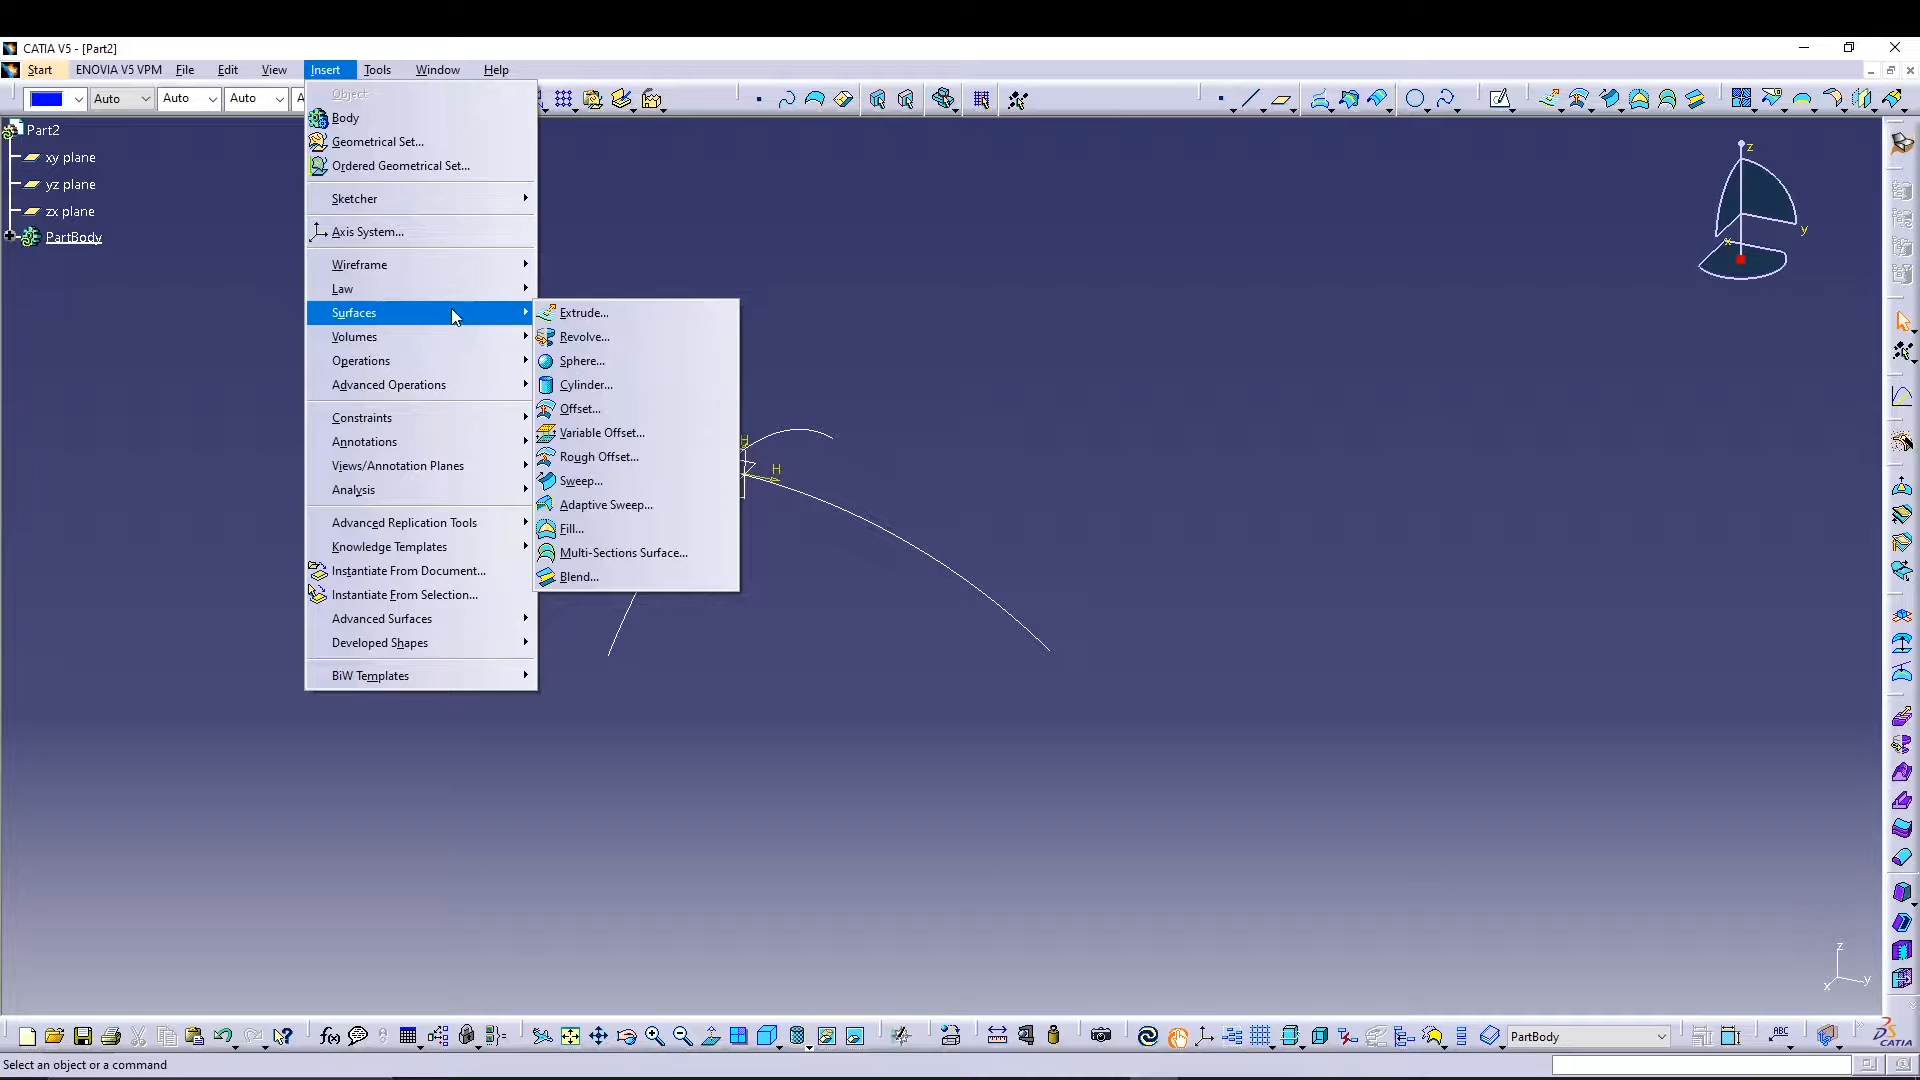 CATIA V5 - [Part2]
Start ENOVIA V5 VPM File Edit View Insert Tools Window Help
Auto Auto Auto A
Part2
xy plane
yz plane
zx plane
PartBody
Object
Body
Geometrical Set...
Ordered Geometrical Set...
Sketcher
Axis System...
Wireframe
Law
Surfaces
Volumes
Operations
Advanced Operations
Constraints
Annotations
Views/Annotation Planes
Analysis
Advanced Replication Tools
Knowledge Templates
Instantiate From Document...
Instantiate From Selection...
Advanced Surfaces
Developed Shapes
BiW Templates
Extrude...
Revolve...
Sphere...
Cylinder...
Offset...
Variable Offset...
Rough Offset...
Sweep...
Adaptive Sweep...
Fill...
Multi-Sections Surface...
Blend...
H
H
z
y
x
z
y
x
f(x)
PartBody
ABC
CATIA
Select an object or a command